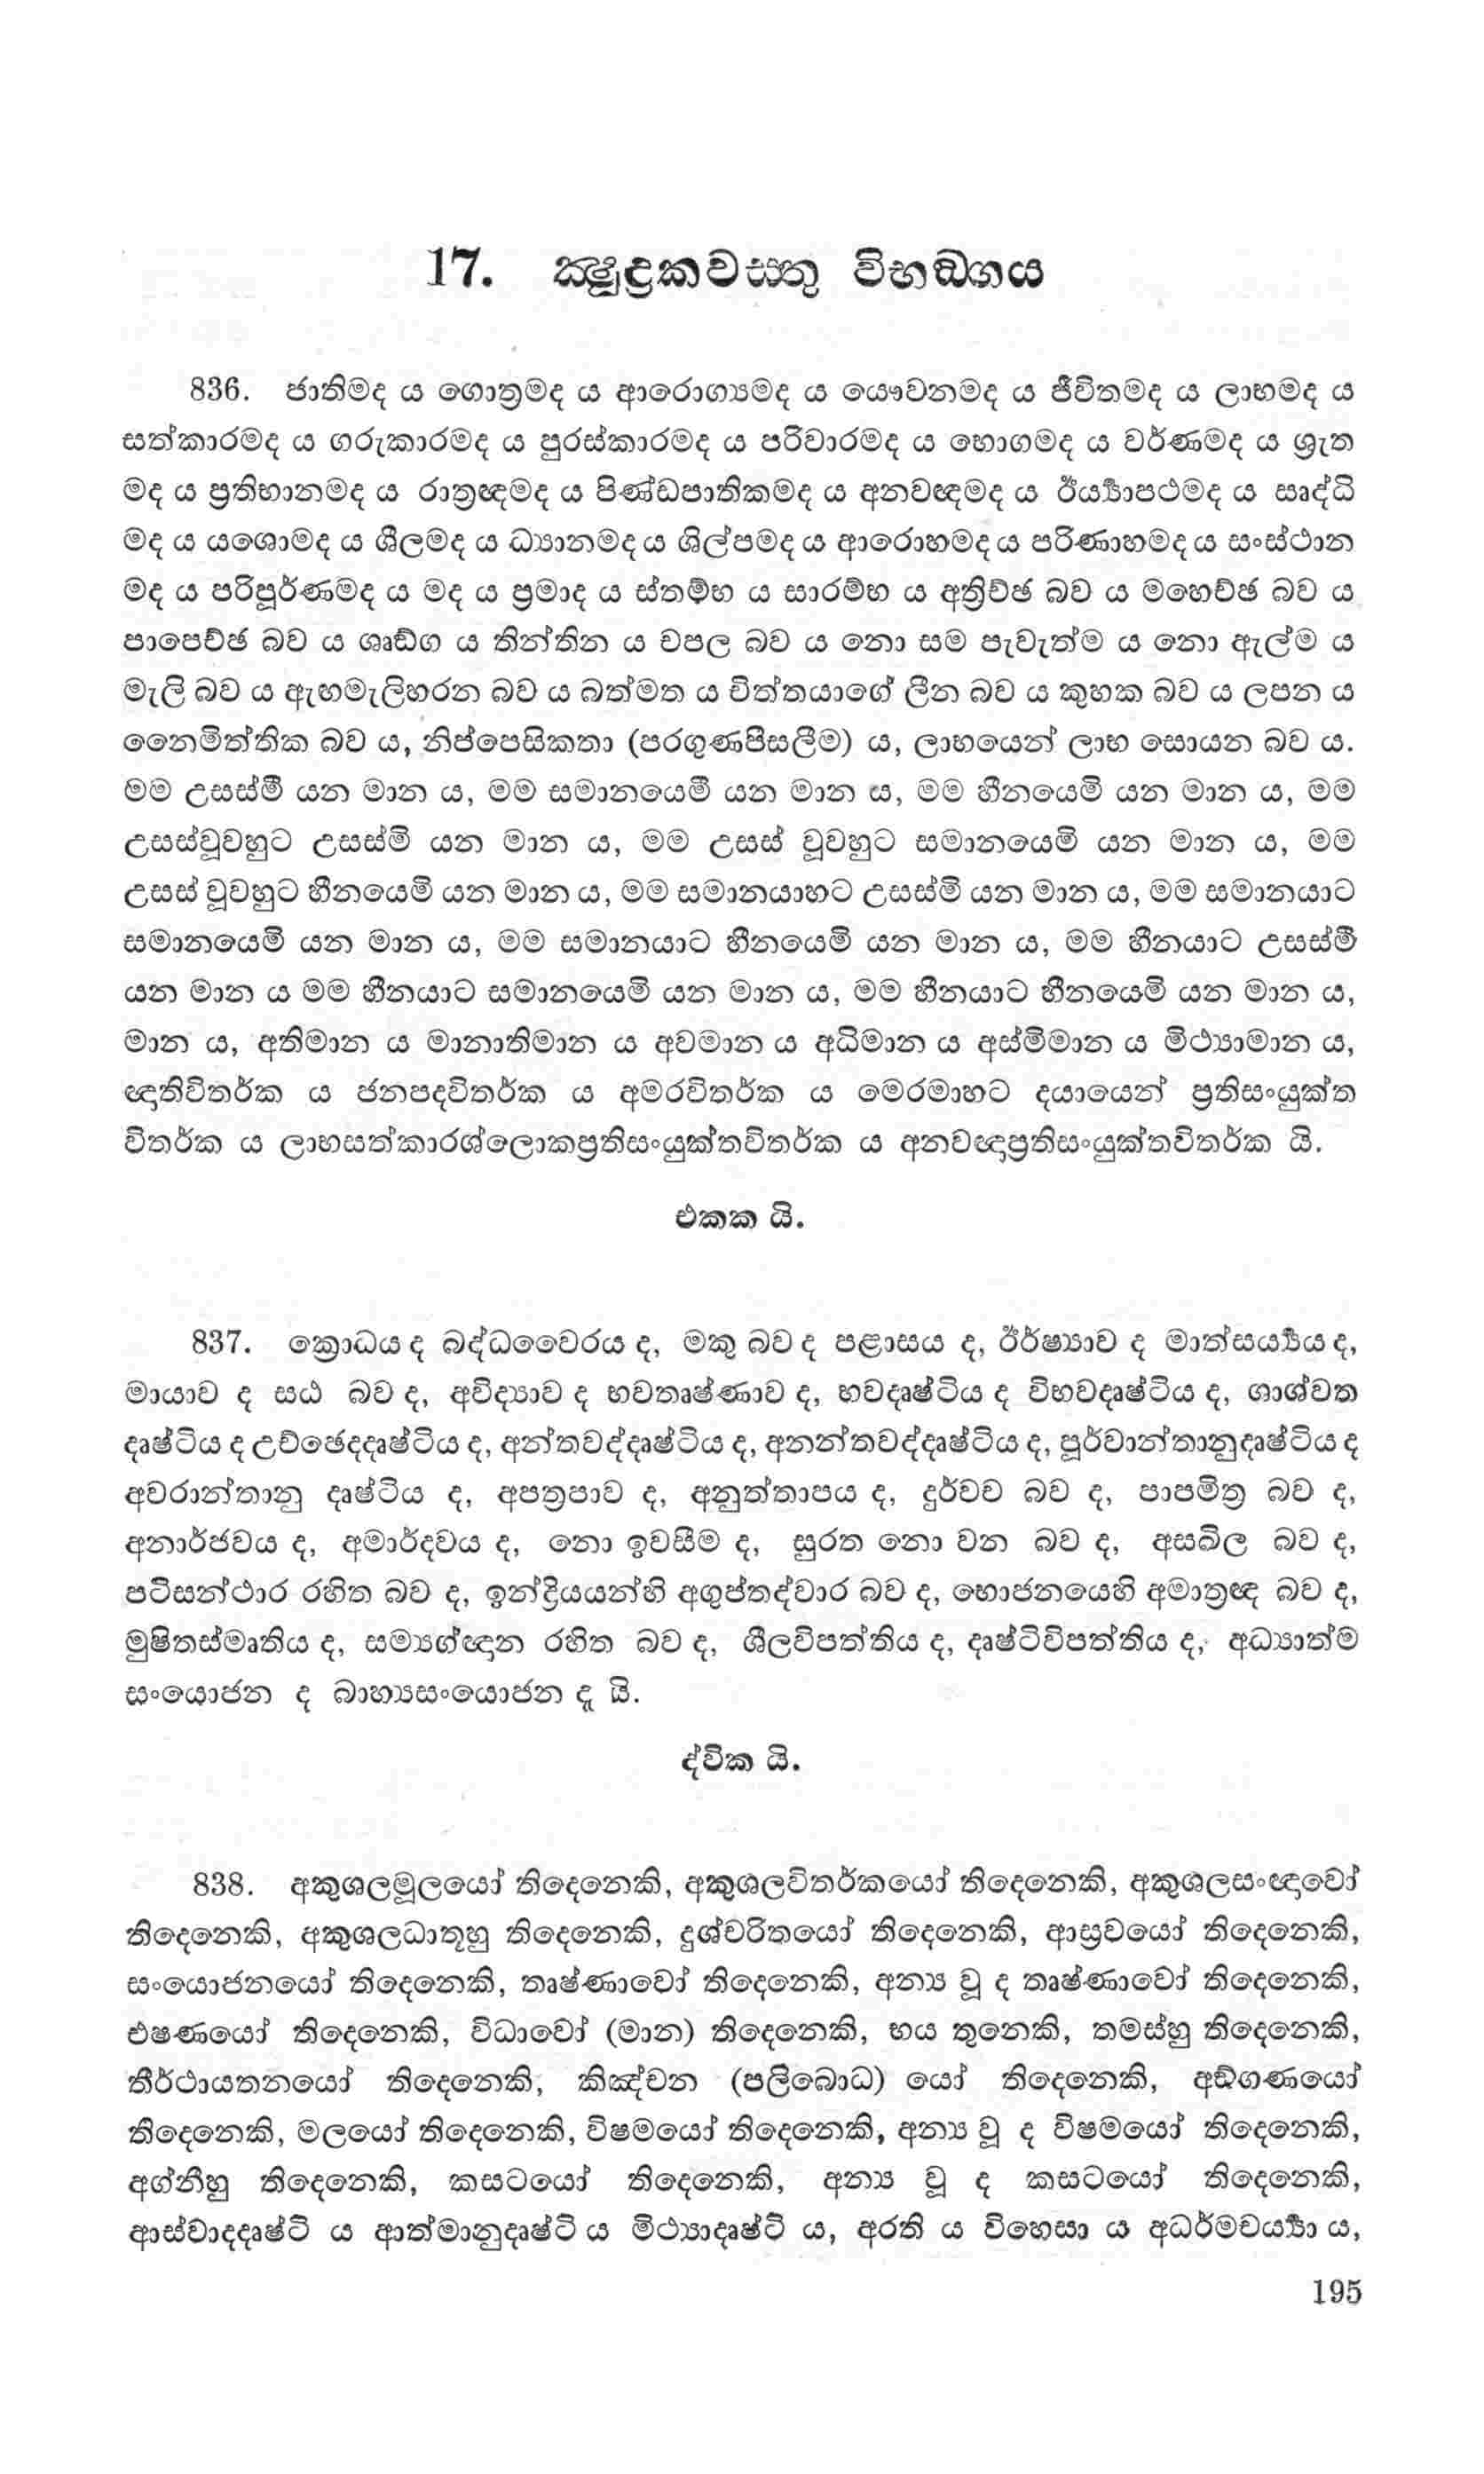 17. ක්‍ෂුද්‍රකවස්තු විභඞ්ගය
836. ජාතිමද ය ගොත්‍රමද ය ආරොග්‍යමද ය යෞවනමද ය ජීවිතමද ය ලාභමද ය
සත්කාරමද ය ගරුකාරමද ය පුරස්කාරමද ය පරිවාරමද ය භොගමද ය වර්ණමද ය ශ්‍රැත
මද ය ප්‍රතිභානමද ය රාත්‍රඥමද ය පිණ්ඩපාතිකමද ය අනවඥමද ය ඊර්‍ය්‍යාපථමද ය සෘද්ධි
මද ය යශොමද ය ශීලමද ය ධ්‍යානමද ය ශිල්පමද ය ආරොහමද ය පරිණාහමද ය සංස්ථාන
මද ය පරිපූර්ණමද ය මද ය ප්‍රමාද ය ස්තම්භ ය සාරම්භ ය අත්‍රිච්ඡ බව ය මහෙච්ඡ බව ය
පාපෙච්ඡ බව ය ශෘඞ්ග ය තින්තින ය චපල බව ය නො සම පැවැත්ම ය නො ඇල්ම ය
මැලි බව ය ඇඟමැලිහරන බව ය බත්මත ය චිත්තයාගේ ලීන බව ය කුහක බව ය ලපන ය
නෛමිත්තික බව ය, නිප්පෙසිකතා (පරගුණපීසලීම) ය, ලාභයෙන් ලාභ සොයන බව ය.
මම උසස්මී යන මාන ය, මම සමානයෙමී යන මාන ස, මම හීනයෙමි යන මාන ය, මම
උසස්වූවහුට උසස්මි යන මාන ය, මම උසස් වූවහුට සමානයෙමි යන මාන ය, මම
උසස් වූවහුට හීනයෙමි යන මාන ය, මම සමානයාහට උසස්මි යන මාන ය, මම සමානයාට
සමානයෙමි යන මාන ය, මම සමානයාට හීනයෙමි යන මාන ය, මම හීනයාට උසස්මී
යන මාන ය මම හීනයාට සමානයෙමි යන මාන ය, මම හීනයාට හීනයෙමි යන මාන ය,
මාන ය, අතිමාන ය මානාතිමාන ය අවමාන ය අධිමාන ය අස්මිමාන ය මිථ්‍යාමාන ය,
ඥාතිවිතර්ක ය ජනපදවිතර්ක ය අමරවිතර්ක ය මෙරමාහට දයායෙන් ප්‍රතිසංයුක්ත
විතර්ක ය ලාභසත්කාරශ්ලොකප්‍රතිසංයුක්තවිතර්ක ය අනවඥාප්‍රතිසංයුක්තවිතර්ක යි.
එකක යි.
837. ක්‍රොධය ද බද්ධවෛරය ද, මකු බව ද පළාසය ද, ඊර්ෂ්‍යාව ද මාත්සර්‍ය්‍යය ද,
මායාව ද සඨ බව ද, අවිද්‍යාව ද භවතෘෂ්ණාව ද, භවදෘෂ්ටිය ද විභවදෘෂ්ටිය ද, ශාශ්වත
දෘෂ්ටිය ද උච්ඡෙදදෘෂ්ටිය ද, අන්තවද්දෘෂ්ටිය ද, අනන්තවද්දෘෂ්ටිය ද, පූර්වාන්තානුදෘෂ්ටිය ද
අවරාන්තානු දෘෂ්ටිය ද, අපත්‍රපාව ද, අනුත්තාපය ද, දුර්වච බව ද, පාපමිත්‍ර බව ද,
අනාර්ජවය ද, අමාර්දවය ද, නො ඉවසීම ද, සුරත නො වන බව ද, අසඛිල බව ද,
පටිසන්ථාර රහිත බව ද, ඉන්ද්‍රියයන්හි අගුප්තද්වාර බව ද, භොජනයෙහි අමාත්‍රඥ බව ද,
මුෂිතස්මෘතිය ද, සම්‍යග්ඥාන රහිත බව ද, ශීලවිපත්තිය ද, දෘෂ්ටිවිපත්තිය ද, අධ්‍යාත්ම
සංයොජන ද බාහ්‍යසංයොජන දැ යි.
ද්වික යි.
838. අකුශලමූලයෝ තිදෙනෙකි, අකුශලවිතර්කයෝ තිදෙනෙකි, අකුශලසංඥාවෝ
තිදෙනෙකි, අකුශලධාතූහු තිදෙනෙකි, දුශ්චරිතයෝ තිදෙනෙකි, ආස්‍රවයෝ තිදෙනෙකි,
සංයොජනයෝ තිදෙනෙකි, තෘෂ්ණාවෝ තිදෙනෙකි, අන්‍ය වූ ද තෘෂ්ණාවෝ තිදෙනෙකි,
එෂණයෝ තිදෙනෙකි, විධාවෝ (මාන) තිදෙනෙකි, භය තුනෙකි, තමස්හු තිදෙනෙකි,
තීර්ථායතනයෝ තිදෙනෙකි, කිඤ්චන (පලිබොධ) යෝ තිදෙනෙකි, අඞ්ගණයෝ
තිදෙනෙකි, මලයෝ තිදෙනෙකි, විෂමයෝ තිදෙනෙකි, අන්‍ය වූ ද විෂමයෝ තිදෙනෙකි,
අග්නීහු තිදෙනෙකි, කසටයෝ තිදෙනෙකි, අන්‍ය වූ ද කසටයෝ තිදෙනෙකි,
ආස්වාදදෘෂ්ටි ය ආත්මානුදෘෂ්ටි ය මිථ්‍යාදෘෂ්ටි ය, අරති ය විහෙසා ය අධර්මචර්‍ය්‍යා ය,
195